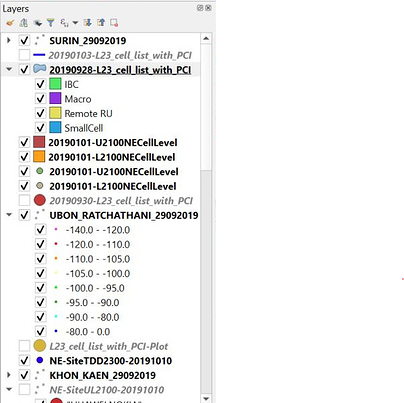 Layers
SURIN_29092019
20190103-L23_cell_list_with_PCI
20190928-L23_cell_list_with_PCI
IBC
Macro
Remote RU
SmallCell
20190101-U2100NECellLevel
20190101-L2100NECellLevel
20190101-U2100NECellLevel
20190101-L2100NECellLevel
20190930-L23_cell_list_with_PCI
UBON_RATCHATHANI_29092019
-140.0 - -120.0
-120.0 - -110.0
-110.0 - -105.0
-105.0 - -100.0
-100.0 - -95.0
-95.0 - -90.0
-90.0 - -80.0
-80.0 - 0.0
L23_cell_list_with_PCI-Plot
NE-SiteTDD2300-20191010
KHON_KAEN_29092019
NE-SiteUL2100-20191010